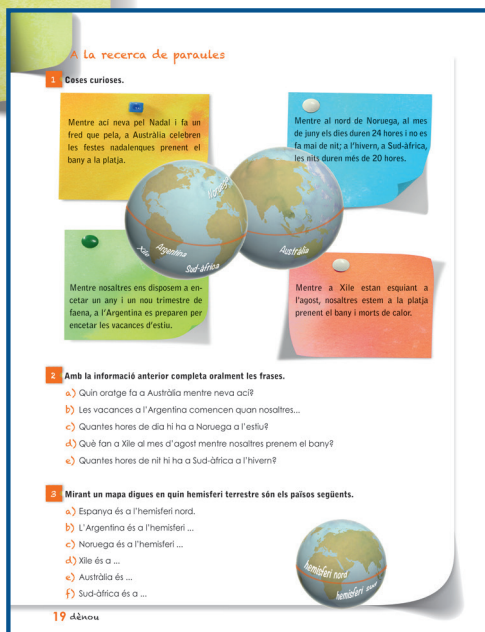 A la recerca de paraules
1 Coses curioses.
Mentre ací neva pel Nadal i fa un
fred que pela, a Austràlia celebren
les festes nadalenques prenent el
bany a la platja.
Mentre al nord de Noruega, al mes
de juny els dies duren 24 hores i no es
fa mai de nit; a l'hivern, a Sud-àfrica,
les nits duren més de 20 hores.
Noruega
Xile
Argentina
Sud-àfrica
Austràlia
Mentre nosaltres ens disposem a en-
cetar un any i un nou trimestre de
faena, a l'Argentina es preparen per
encetar les vacances d'estiu.
Mentre a Xile estan esquiant a
l'agost, nosaltres estem a la platja
prenent el bany i morts de calor.
2 Amb la informació anterior completa oralment les frases.
a) Quin oratge fa a Austràlia mentre neva ací?
b) Les vacances a l'Argentina comencen quan nosaltres...
c) Quantes hores de dia hi ha a Noruega a l'estiu?
d) Què fan a Xile al mes d'agost mentre nosaltres prenem el bany?
e) Quantes hores de nit hi ha a Sud-àfrica a l'hivern?
3 Mirant un mapa digues en quin hemisferi terrestre són els països següents.
a) Espanya és a l'hemisferi nord.
b) L'Argentina és a l'hemisferi ...
c) Noruega és a l'hemisferi ...
d) Xile és a ...
e) Austràlia és ...
f) Sud-àfrica és a ...
hemisferi nord
hemisferi sud
19 dènou